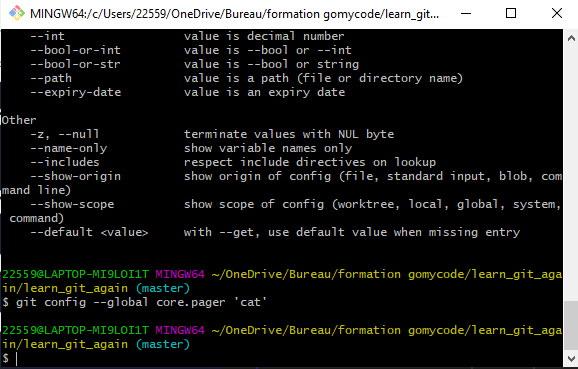 MINGW64:/c/Users/22559/OneDrive/Bureau/formation gomycode/learn_git...
--int value is decimal number
--bool-or-int value is --bool or --int
--bool-or-str value is --bool or string
--path value is a path (file or directory name)
--expiry-date value is an expiry date
Other
-z, --null terminate values with NUL byte
--name-only show variable names only
--includes respect include directives on lookup
--show-origin show origin of config (file, standard input, blob, com
mand line)
--show-scope show scope of config (worktree, local, global, system,
command)
--default <value> with --get, use default value when missing entry
22559@LAPTOP-MI9LOI1T MINGW64 ~/OneDrive/Bureau/formation gomycode/learn_git_aga
in/learn_git_again (master)
$ git config --global core.pager 'cat'
22559@LAPTOP-MI9LOI1T MINGW64 ~/OneDrive/Bureau/formation gomycode/learn_git_aga
in/learn_git_again (master)
$